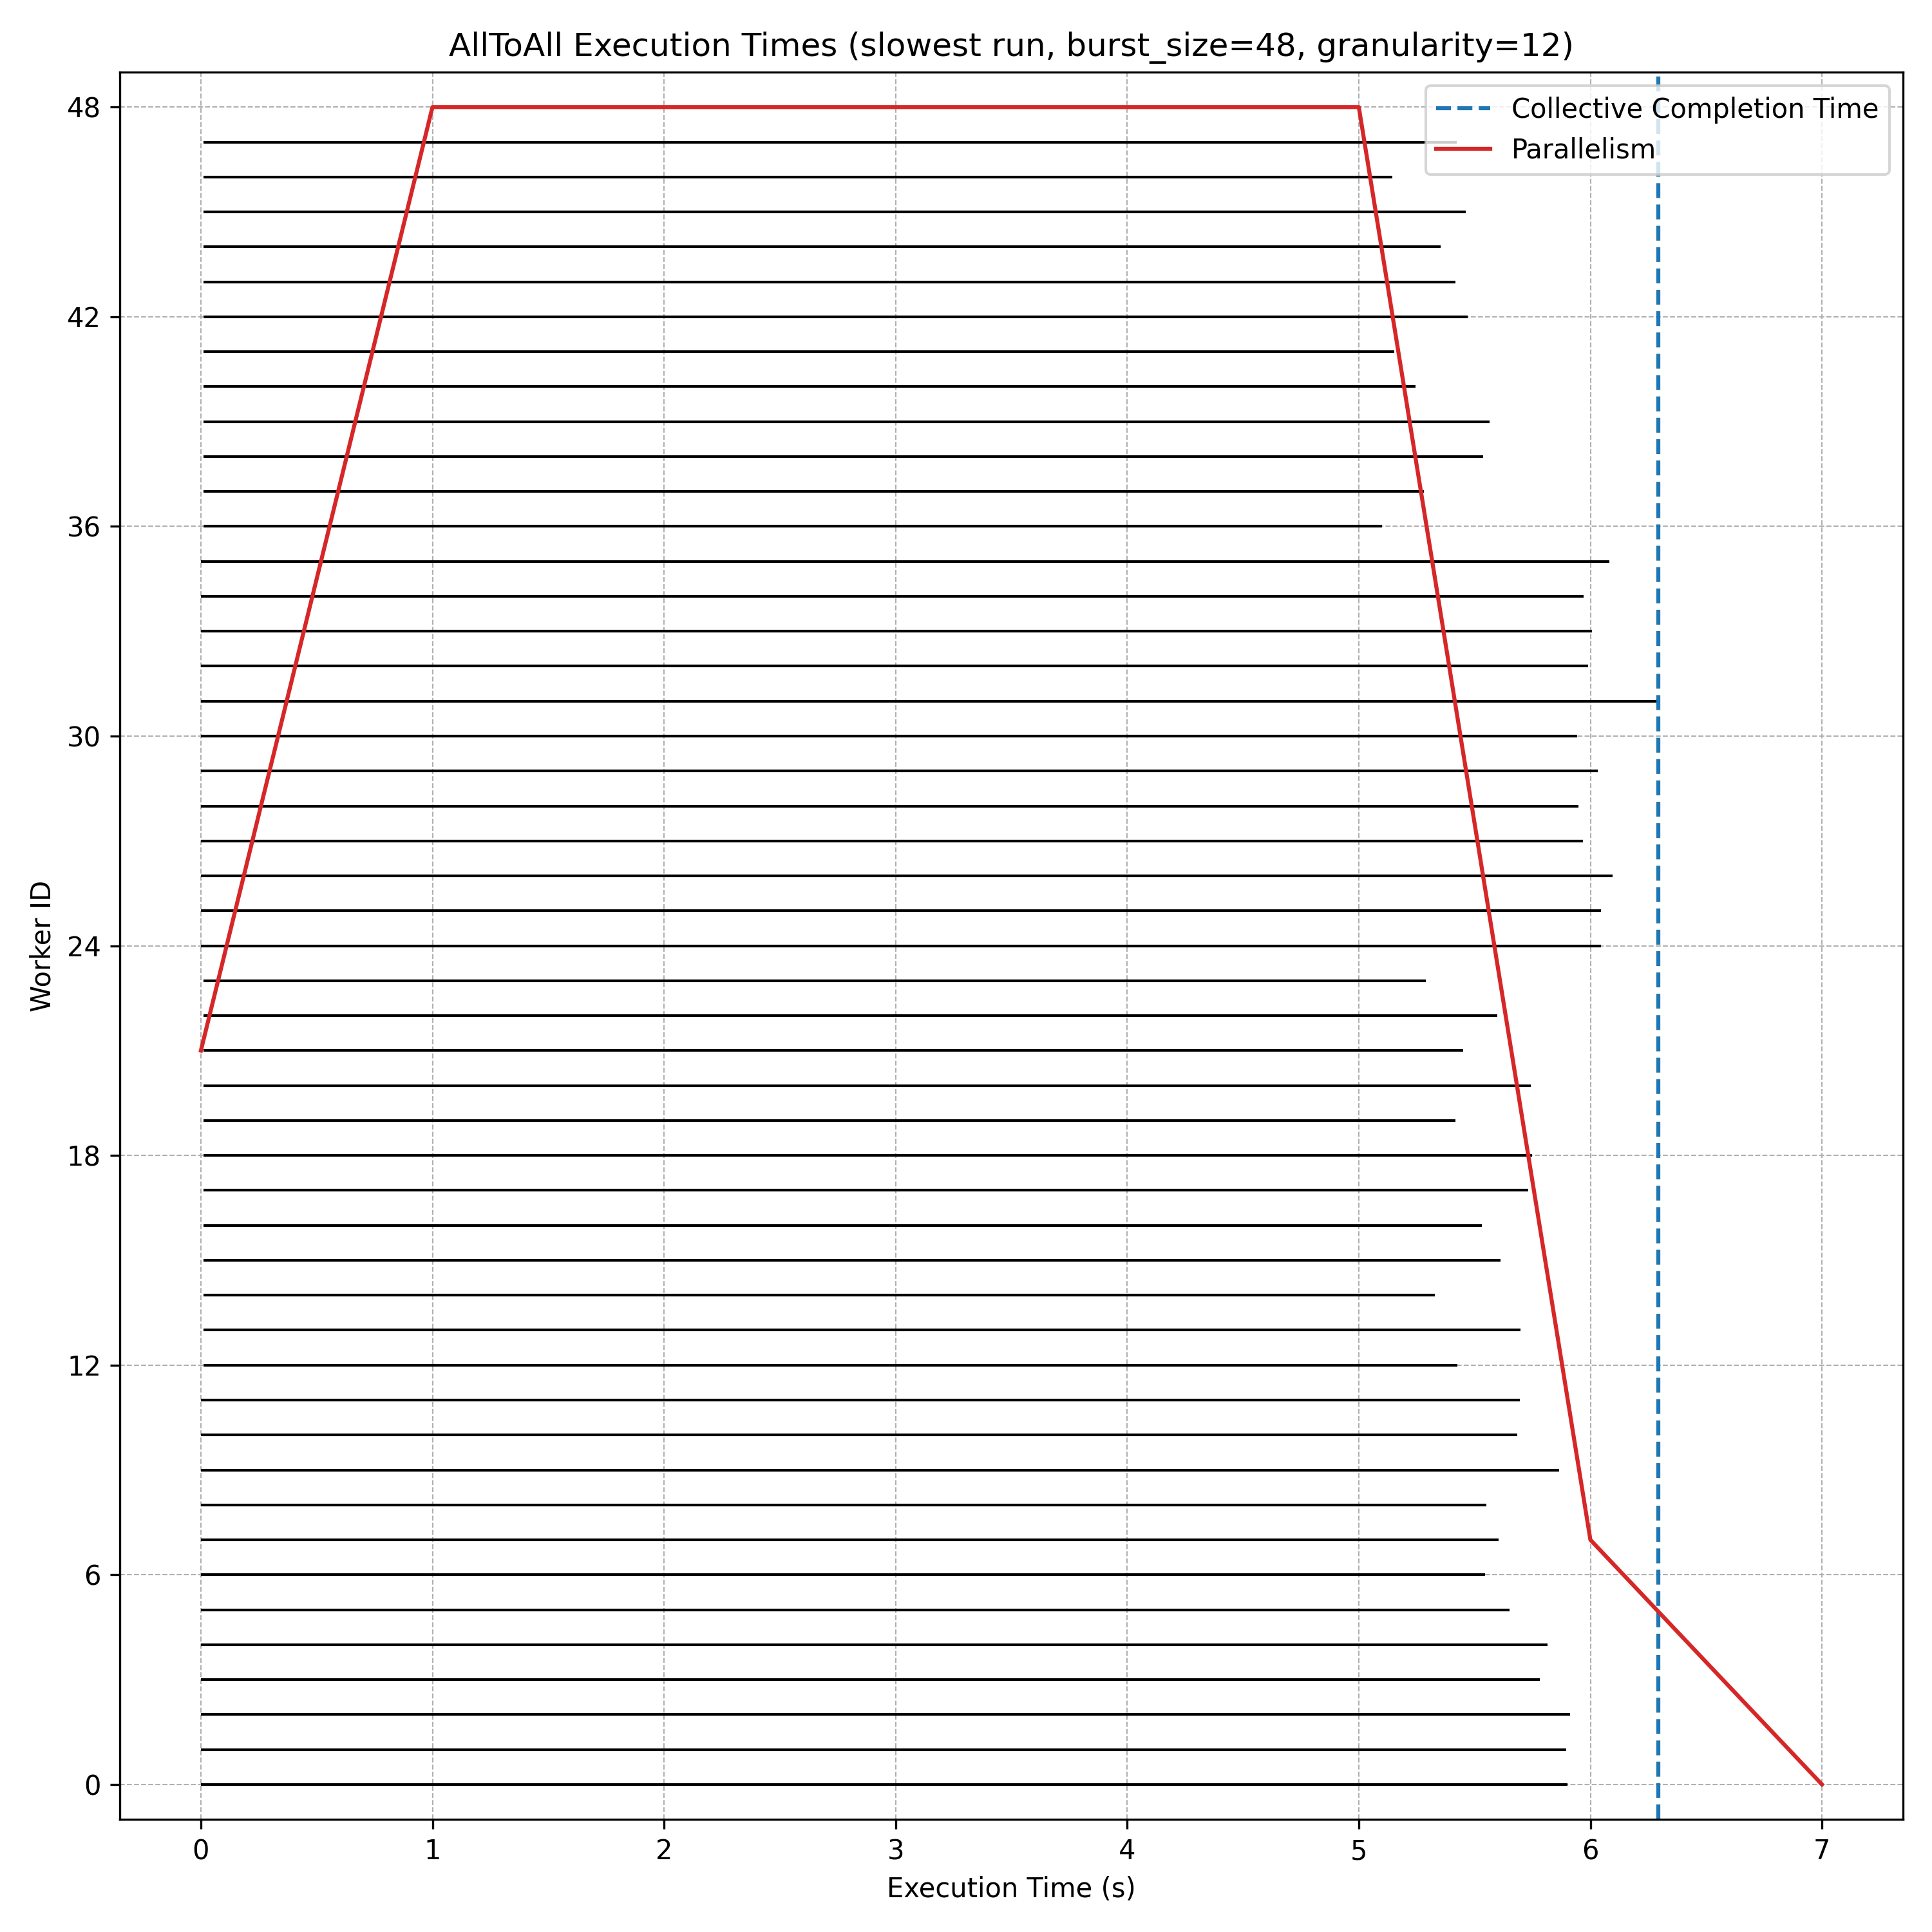 AllToAll Execution Times (slowest run, burst_size=48, granularity=12)
Collective Completion Time
Parallelism
48
42
36
30
24
18
12
6
0
Worker ID
0 1 2 3 4 5 6 7
Execution Time (s)